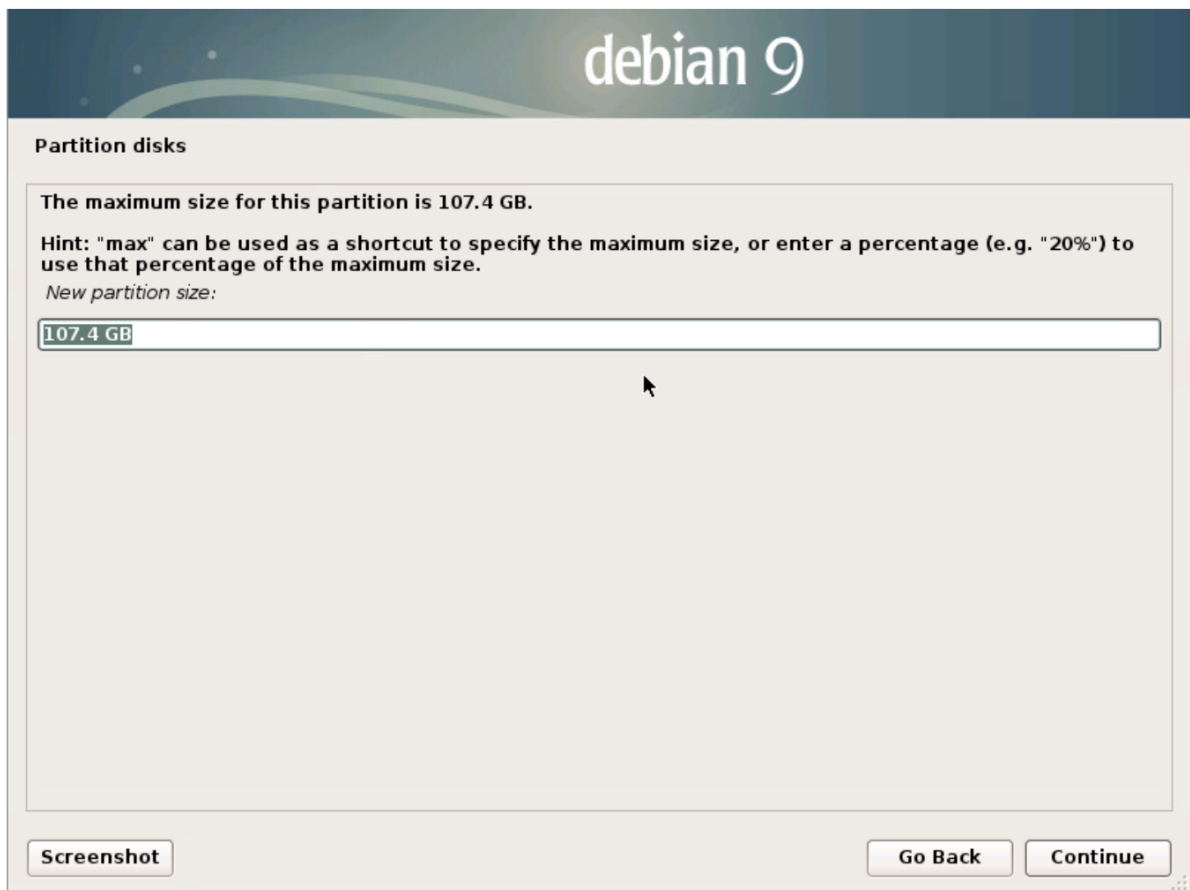 debian 9
Partition disks
The maximum size for this partition is 107.4 GB.
Hint: "max" can be used as a shortcut to specify the maximum size, or enter a percentage (e.g. "20%") to
use that percentage of the maximum size.
New partition size:
107.4 GB
Screenshot
Go Back
Continue